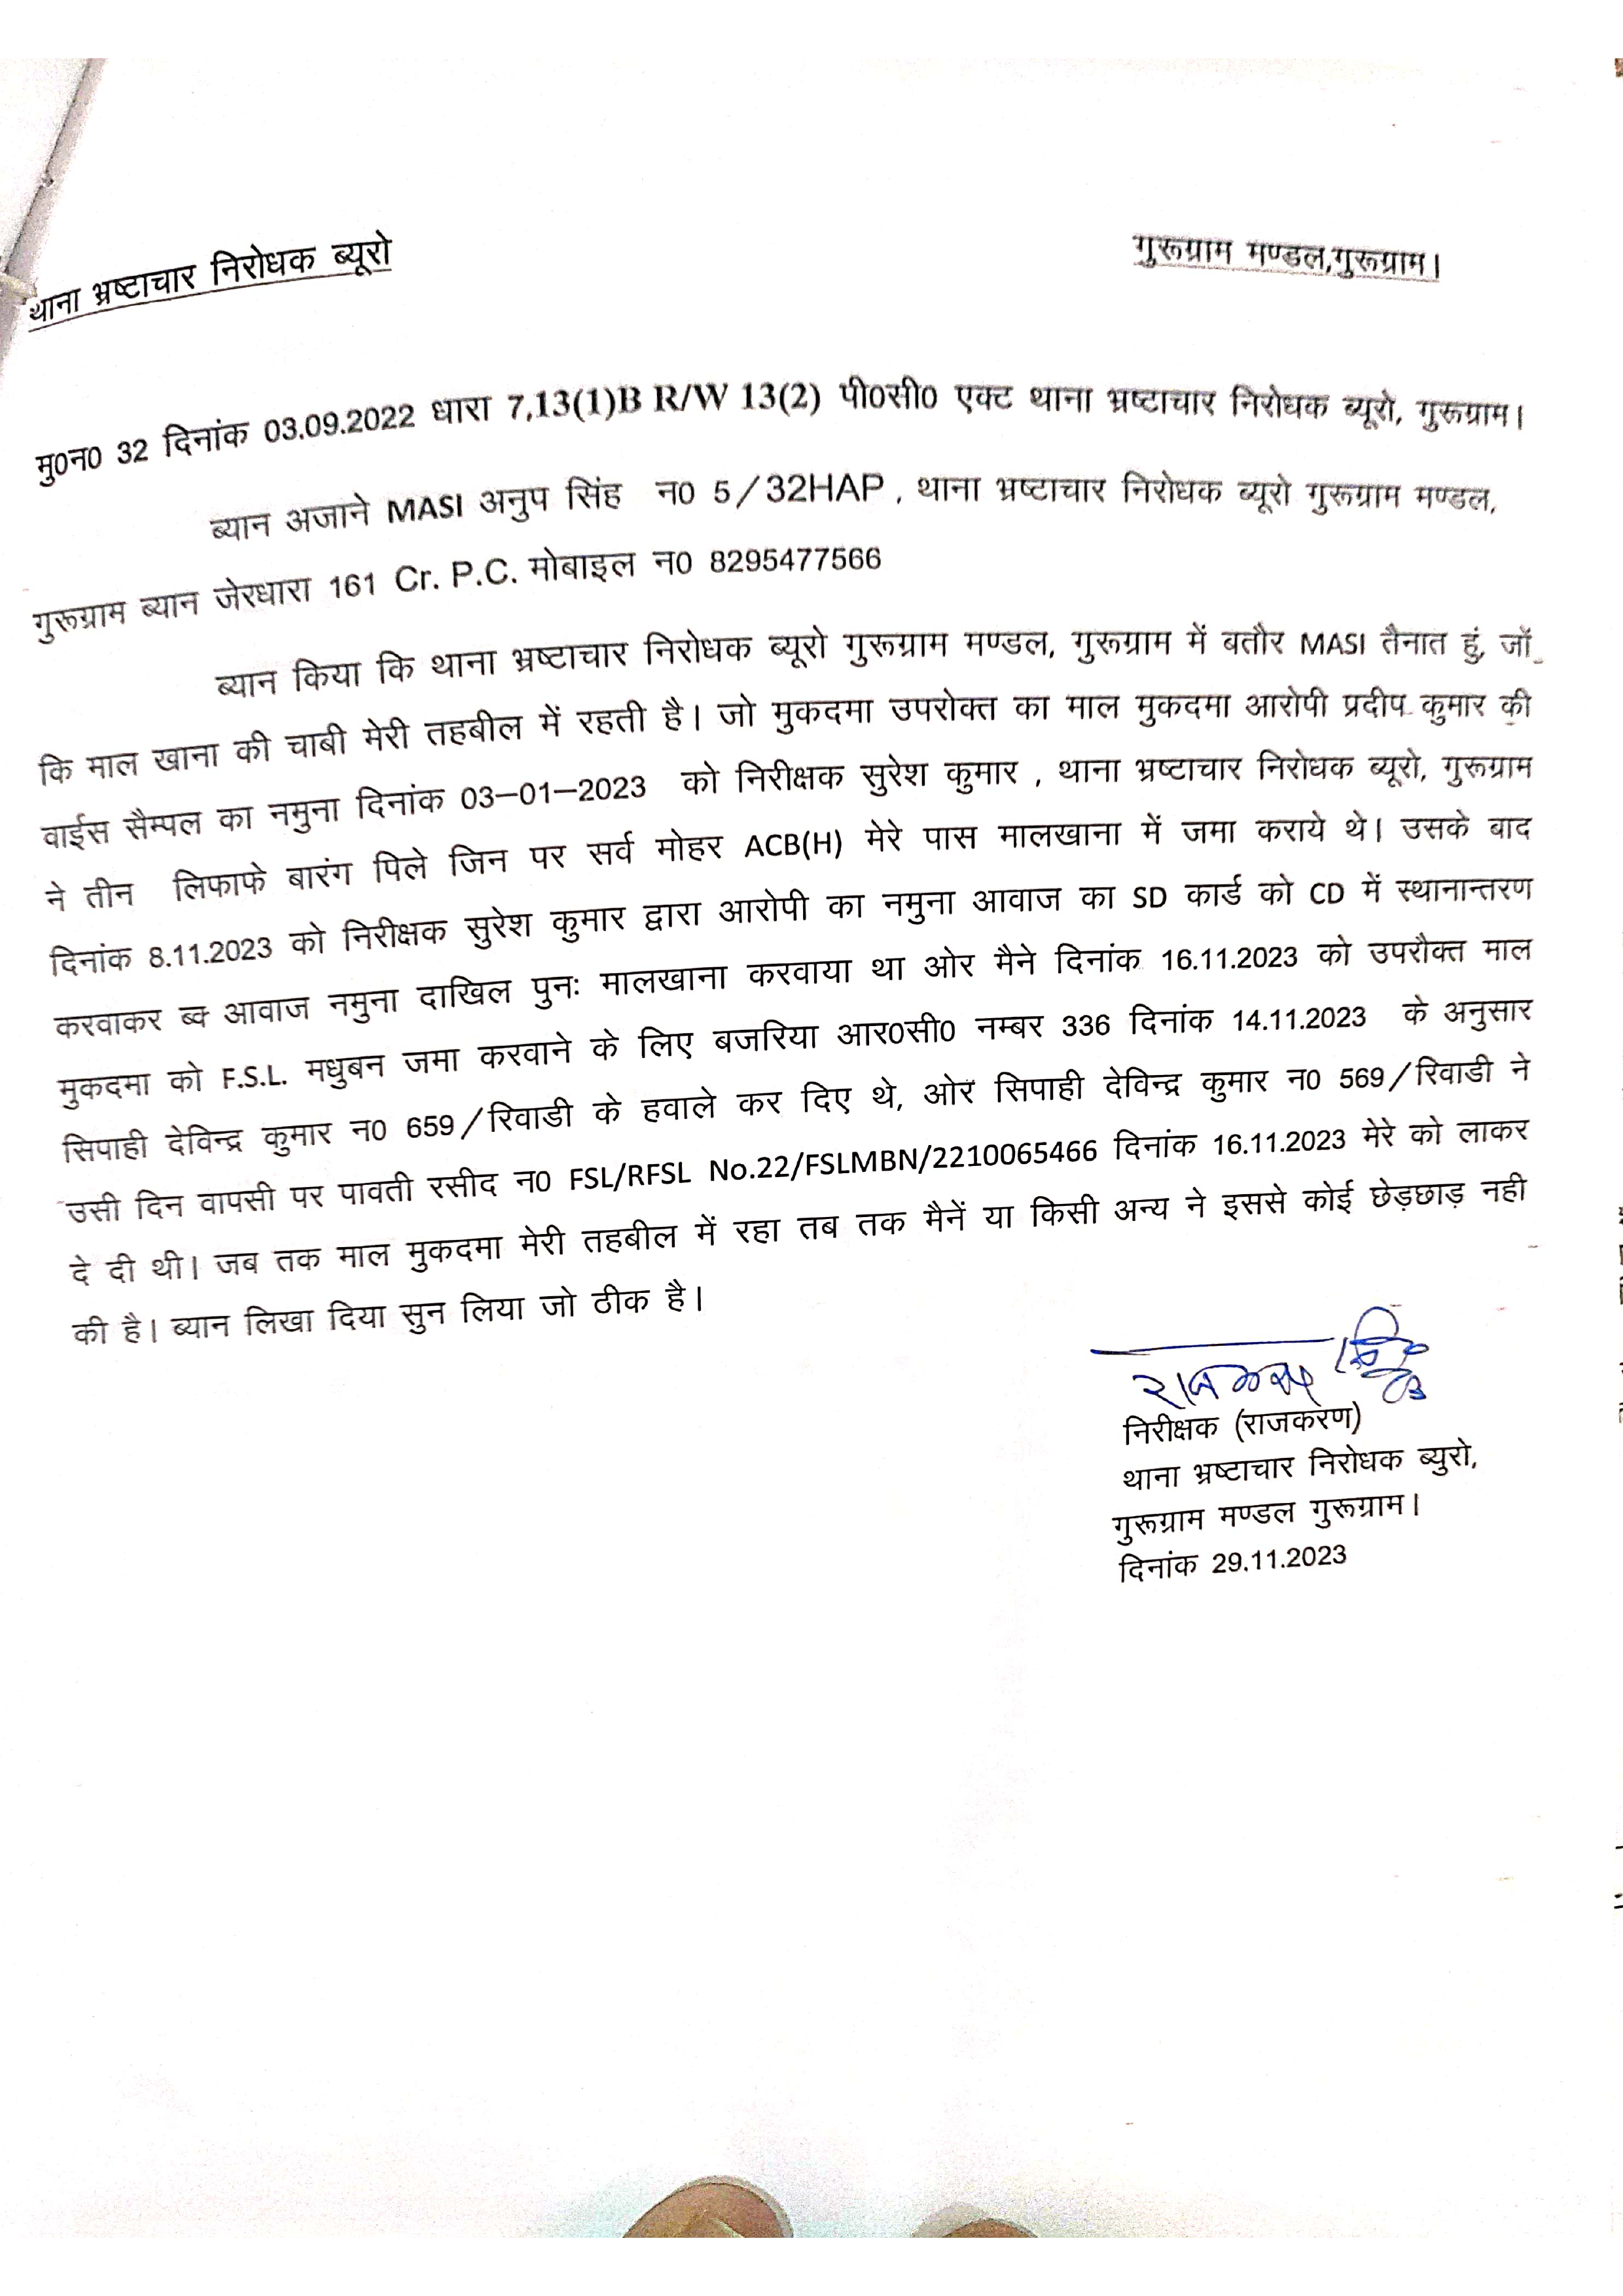 थाना भ्रष्टाचार निरोधक ब्यूरो गुरूग्राम मण्डल,गुरूग्राम।
मु0न0 32 दिनांक 03.09.2022 धारा 7,13(1)B R/W 13(2) पी0सी0 एक्ट थाना भ्रष्टाचार निरोधक ब्यूरो, गुरूग्राम।
ब्यान अजाने MASI अनुप सिंह न0 5/32HAP, थाना भ्रष्टाचार निरोधक ब्यूरो गुरूग्राम मण्डल,
गुरूग्राम ब्यान जेरधारा 161 Cr. P.C. मोबाइल न0 8295477566
ब्यान किया कि थाना भ्रष्टाचार निरोधक ब्यूरो गुरूग्राम मण्डल, गुरूग्राम में बतौर MASI तैनात हुं, जॉ
कि माल खाना की चाबी मेरी तहबील में रहती है। जो मुकदमा उपरोक्त का माल मुकदमा आरोपी प्रदीप कुमार की
वाईस सैम्पल का नमुना दिनांक 03–01–2023 को निरीक्षक सुरेश कुमार , थाना भ्रष्टाचार निरोधक ब्यूरो, गुरूग्राम
ने तीन लिफाफे बारंग पिले जिन पर सर्व मोहर ACB(H) मेरे पास मालखाना में जमा कराये थे। उसके बाद
दिनांक 8.11.2023 को निरीक्षक सुरेश कुमार द्वारा आरोपी का नमुना आवाज का SD कार्ड को CD में स्थानान्तरण
करवाकर ब्क आवाज नमुना दाखिल पुनः मालखाना करवाया था ओर मैने दिनांक 16.11.2023 को उपरौक्त माल
मुकदमा को F.S.L. मधुबन जमा करवाने के लिए बजरिया आर0सी0 नम्बर 336 दिनांक 14.11.2023 के अनुसार
सिपाही देविन्द्र कुमार न0 659/रिवाडी के हवाले कर दिए थे, ओर सिपाही देविन्द्र कुमार न0 569/रिवाडी ने
उसी दिन वापसी पर पावती रसीद न0 FSL/RFSL No.22/FSLMBN/2210065466 दिनांक 16.11.2023 मेरे को लाकर
दे दी थी। जब तक माल मुकदमा मेरी तहबील में रहा तब तक मैनें या किसी अन्य ने इससे कोई छेड़छाड़ नही
की है। ब्यान लिखा दिया सुन लिया जो ठीक है।
निरीक्षक (राजकरण)
थाना भ्रष्टाचार निरोधक ब्युरो,
गुरूग्राम मण्डल गुरूग्राम।
दिनांक 29.11.2023